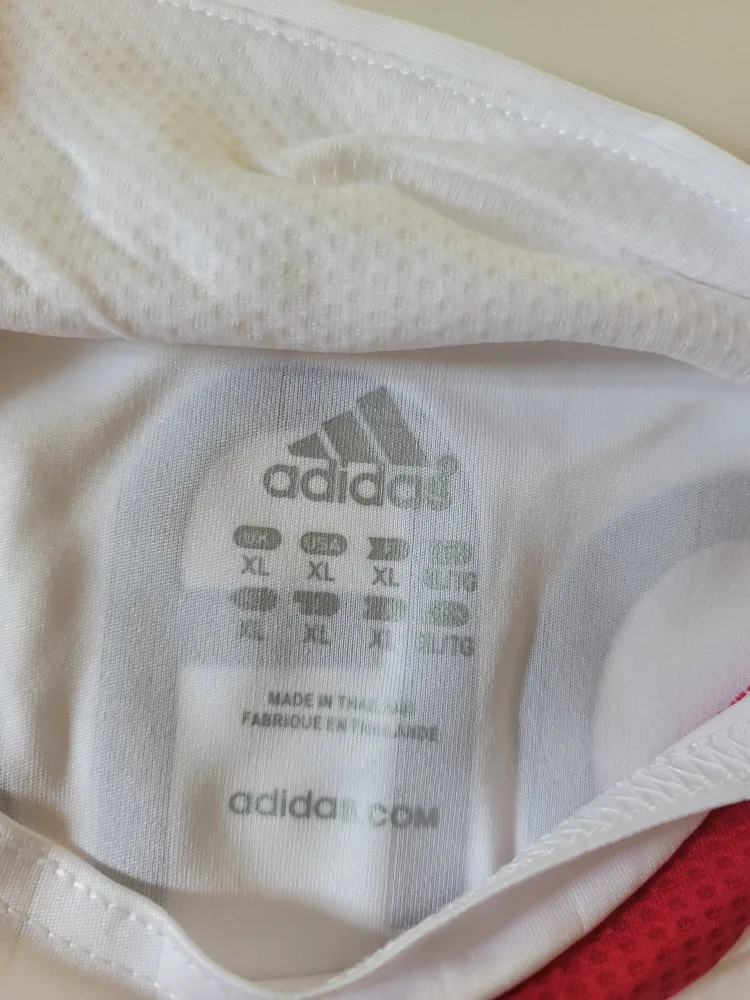 adidas®
USA
XL XL XL XL/TG
XL XL XL XL/TG
MADE IN THAILAND
FABRIQUE EN THAILANDE
adidas.COM